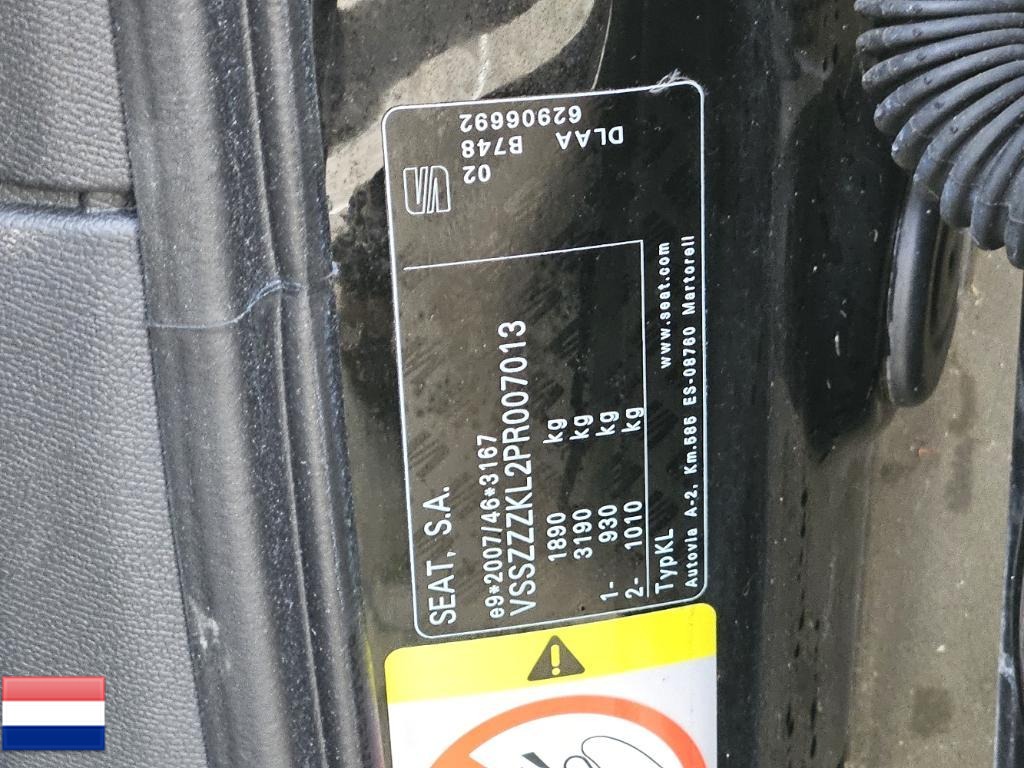 SEAT, S.A.
e9*2007/46*3167
VSSZZZKL2PR007013
1890 kg
3190 kg
1- 930 kg
2- 1010 kg
TypKL www.seat.com
Autovia A-2, Km.585 ES-08760 Martorell
02
B748 62906692
DLAA